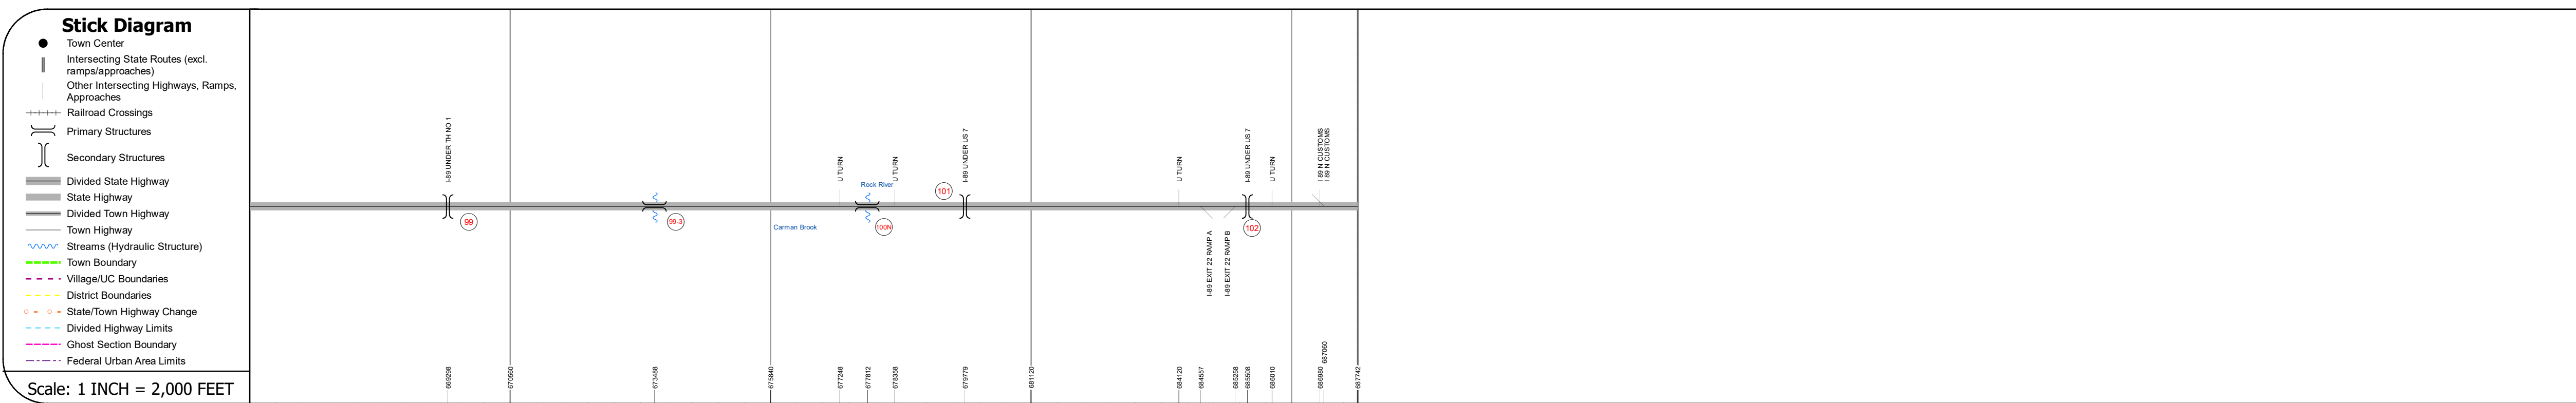 Stick Diagram
Town Center
Intersecting State Routes (excl.
ramps/approaches)
Other Intersecting Highways, Ramps,
Approaches
Railroad Crossings
Primary Structures
Secondary Structures
Divided State Highway
State Highway
Divided Town Highway
Town Highway
Streams (Hydraulic Structure)
Town Boundary
Village/UC Boundaries
District Boundaries
State/Town Highway Change
Divided Highway Limits
Ghost Section Boundary
Federal Urban Area Limits
Scale: 1 INCH = 2,000 FEET
I-89 UNDER TH NO 1
99
99-3
Carman Brook
U TURN
Rock River
100N
U TURN
101
I-89 UNDER US 7
U TURN
I-89 EXIT 22 RAMP A
I-89 EXIT 22 RAMP B
I-89 UNDER US 7
102
U TURN
I 89 N CUSTOMS
I 89 N CUSTOMS
669298
670560
673488
675840
677248
677812
678358
679779
681120
684120
684557
685258
685508
686010
686980
687060
687742